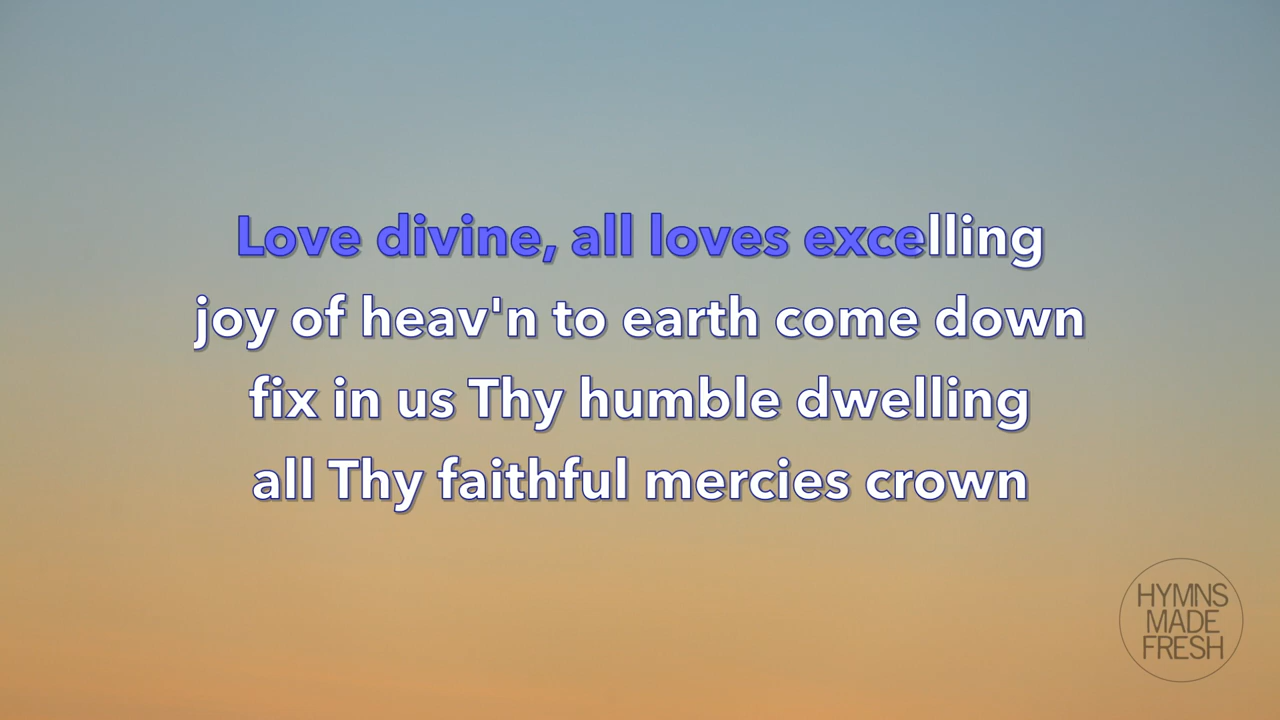 Love divine, all loves excelling
joy of heav'n to earth come down
fix in us Thy humble dwelling
all Thy faithful mercies crown
HYMNS
MADE
FRESH